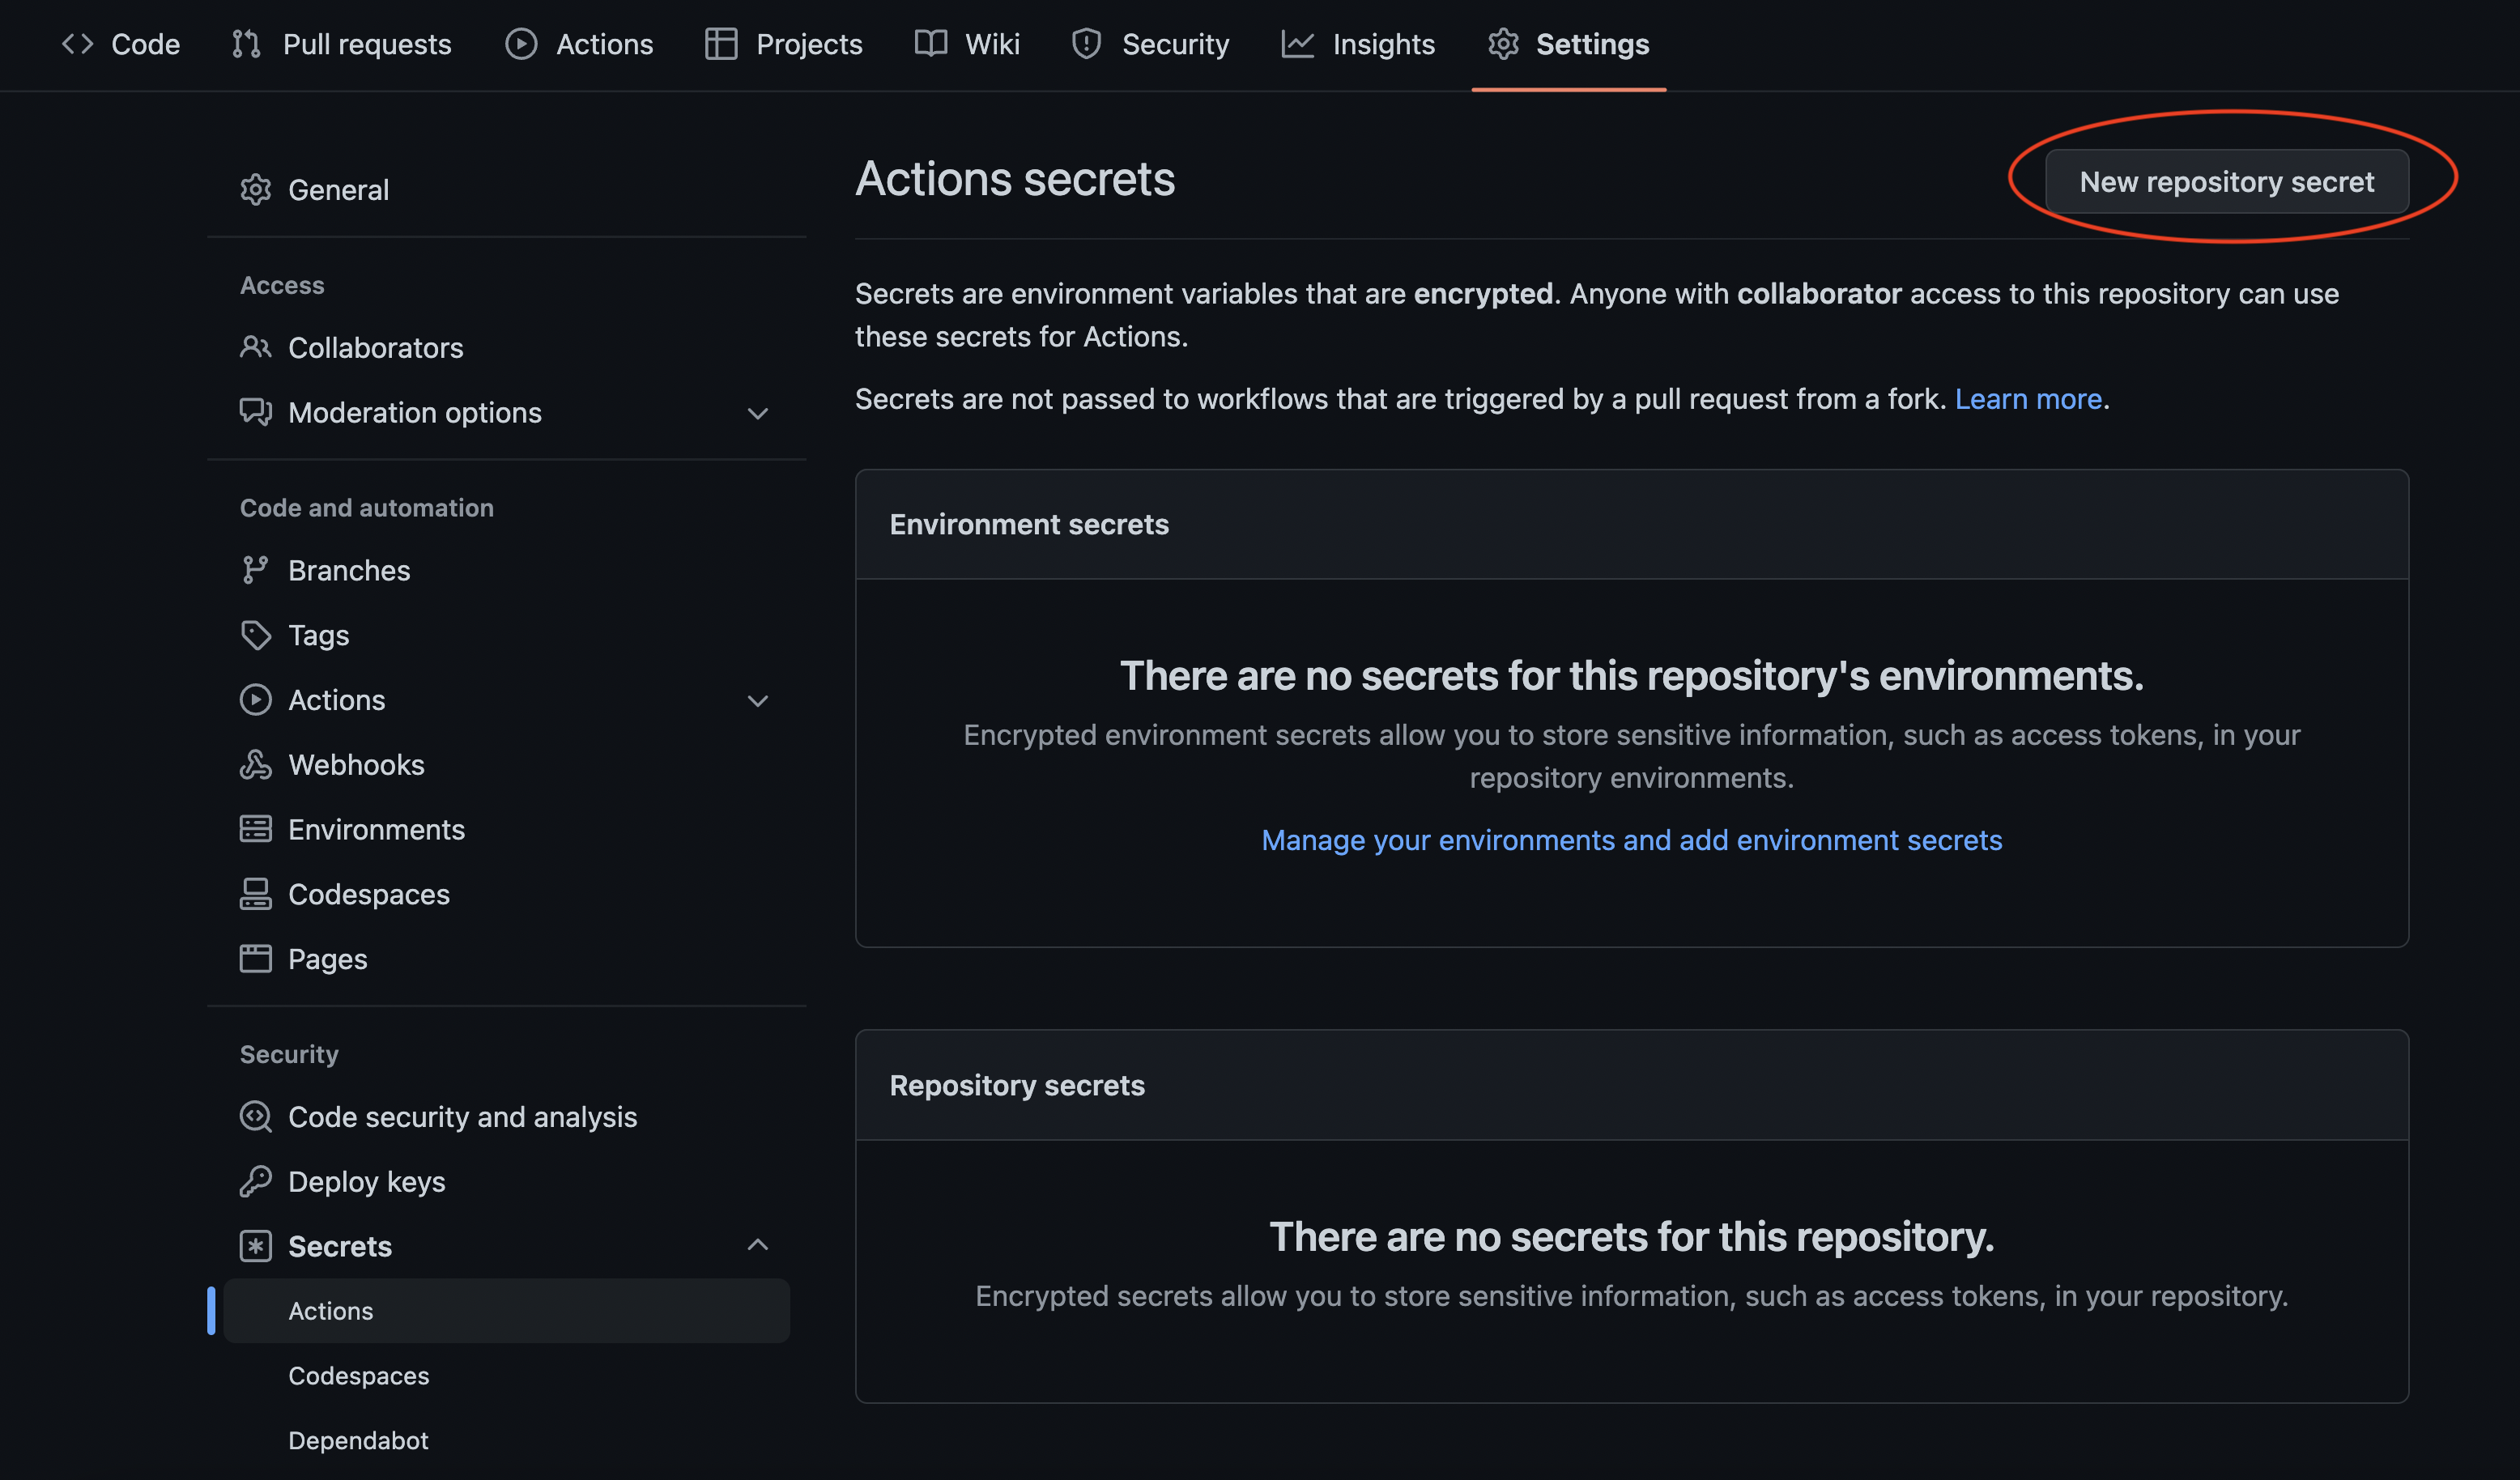 Code Pull requests Actions Projects Wiki Security Insights Settings
General
Access
Collaborators
Moderation options
Code and automation
Branches
Tags
Actions
Webhooks
Environments
Codespaces
Pages
Security
Code security and analysis
Deploy keys
Secrets
Actions
Codespaces
Dependabot
Actions secrets
New repository secret
Secrets are environment variables that are encrypted. Anyone with collaborator access to this repository can use
these secrets for Actions.
Secrets are not passed to workflows that are triggered by a pull request from a fork. Learn more.
Environment secrets
There are no secrets for this repository's environments.
Encrypted environment secrets allow you to store sensitive information, such as access tokens, in your
repository environments.
Manage your environments and add environment secrets
Repository secrets
There are no secrets for this repository.
Encrypted secrets allow you to store sensitive information, such as access tokens, in your repository.